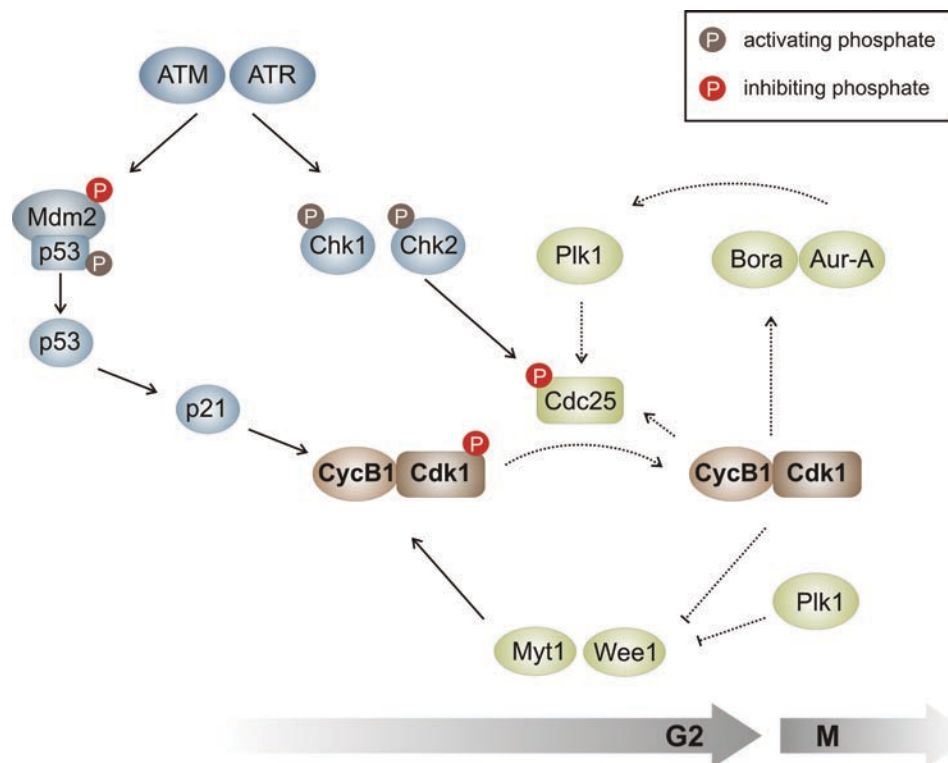 P activating phosphate
P inhibiting phosphate
ATM ATR
P
Mdm2
p53
P
P
Chk1
P
Chk2
Plk1
Bora Aur-A
p53
p21
P
Cdc25
P
CycB1 Cdk1
CycB1 Cdk1
Plk1
Myt1 Wee1
G2 M